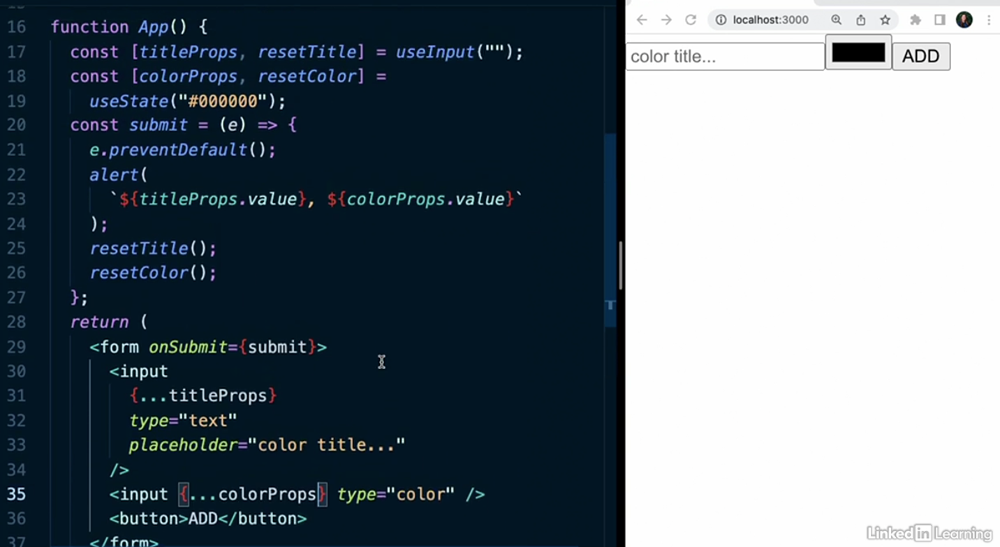 16 function App() {
17 const [titleProps, resetTitle] = useInput("");
18 const [colorProps, resetColor] =
19 useState("#000000");
20 const submit = (e) => {
21 e.preventDefault();
22 alert(
23 `${titleProps.value}, ${colorProps.value}`
24 );
25 resetTitle();
26 resetColor();
27 };
28 return (
29 <form onSubmit={submit}>
30 <input
31 {...titleProps}
32 type="text"
33 placeholder="color title..."
34 />
35 <input {...colorProps} type="color" />
36 <button>ADD</button>
37 </form>
localhost:3000
color title...
ADD
T
LinkedIn Learning